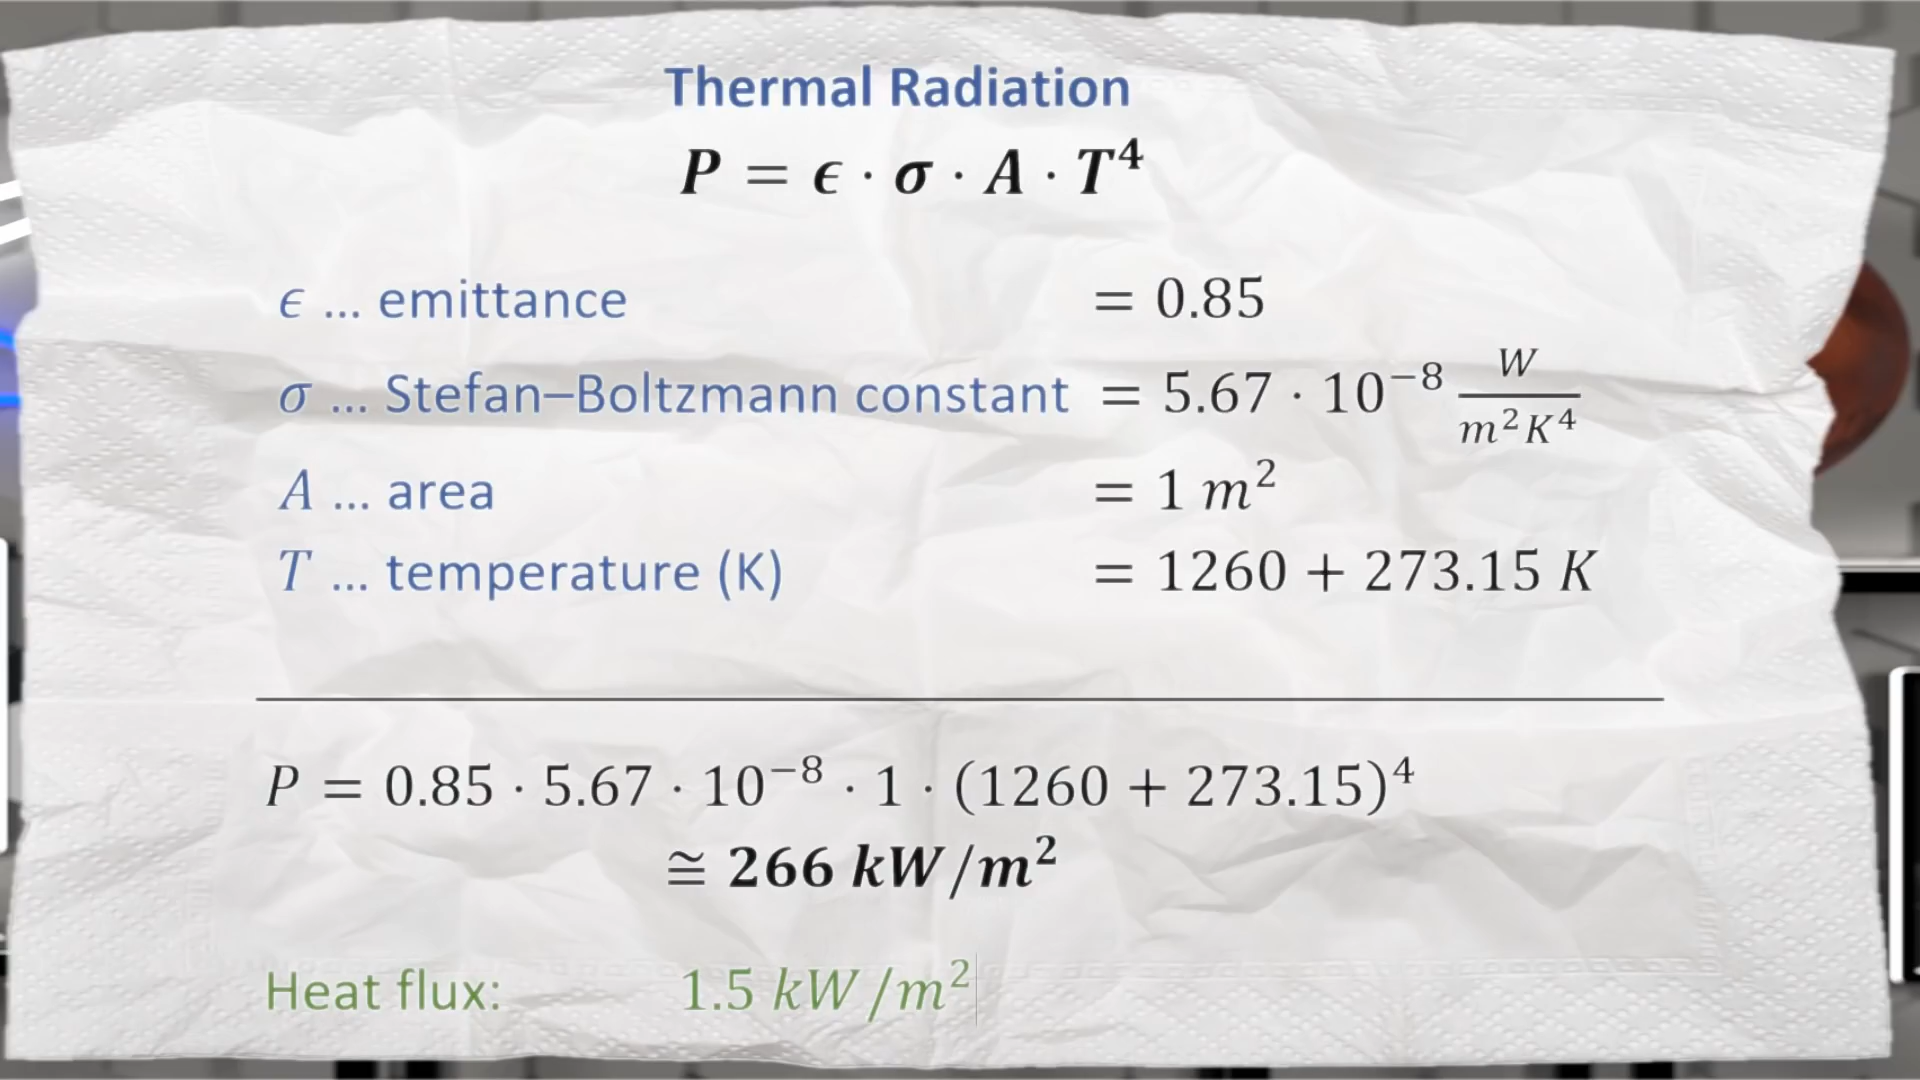 Thermal Radiation
P = ϵ · σ · A · T⁴
ϵ ... emittance = 0.85
σ ... Stefan–Boltzmann constant = 5.67 · 10⁻⁸ W/m²K⁴
A ... area = 1 m²
T ... temperature (K) = 1260 + 273.15 K
P = 0.85 · 5.67 · 10⁻⁸ · 1 · (1260 + 273.15)⁴
≅ 266 kW/m²
Heat flux: 1.5 kW/m²